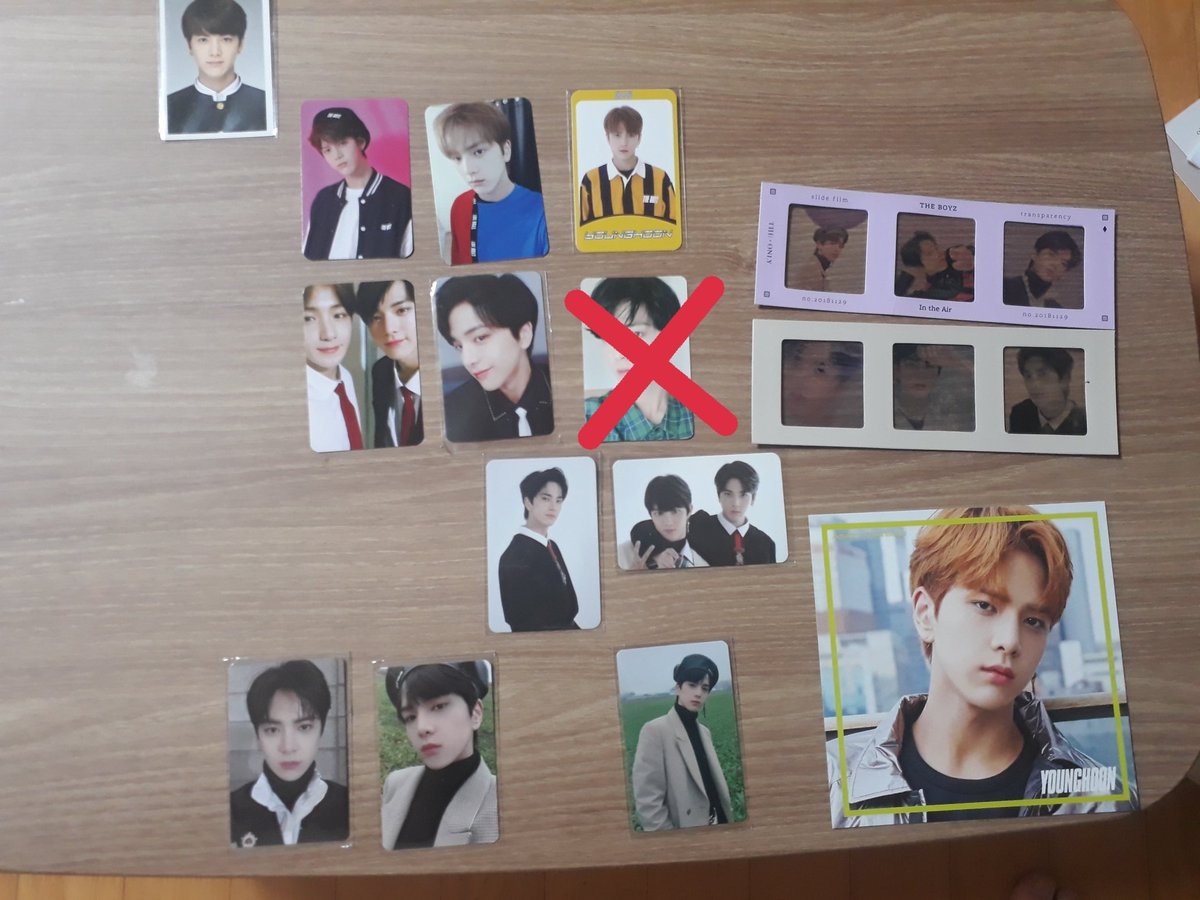 YOUNGHOON
slide film
THE BOYZ
transparency
THE · ONLY
no.20181129
In the Air
no.20181129
YOUNGHOON